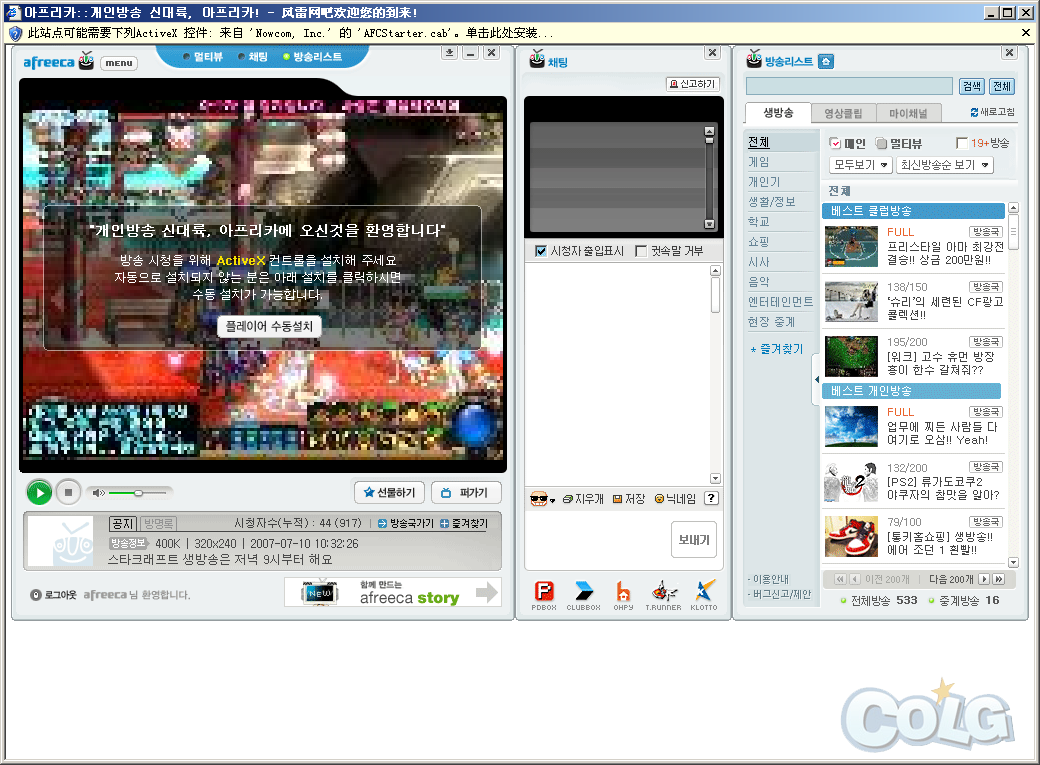 아프리카::개인방송 신대륙, 아프리카! - 风雷网吧欢迎您的到来!
此站点可能需要下列ActiveX 控件: 来自 'Nowcom, Inc.' 的 'AFCStarter.cab'。单击此处安装...
afreeca menu
멀티뷰 채팅 방송리스트
"개인방송 신대륙, 아프리카에 오신것을 환영합니다"
방송 시청을 위해 ActiveX 컨트롤을 설치해 주세요
자동으로 설치되지 않는 분은 아래 설치를 클릭하시면
수동 설치가 가능합니다.
플레이어 수동설치
선물하기 퍼가기
공지 방명록 시청자수(누적) : 44 (917) | 방송국가기 즐겨찾기
방송정보 400K | 320x240 | 2007-07-10 10:32:26
스타크래프트 생방송은 저녁 9시부터 해요
로그아웃 afreeca 님 환영합니다.
NEW 함께 만드는
afreeca story
채팅
신고하기
시청자 출입표시 귓속말 거부
지우개 저장 닉네임 ?
보내기
PDBOX CLUBBOX OHPY T.RUNNER KLOTTO
방송리스트
검색 전체
생방송 영상클립 마이채널 새로고침
전체
게임
개인기
생활/정보
학교
쇼핑
시사
음악
엔터테인먼트
현장 중계
* 즐겨찾기
· 이용안내
· 버그신고/제안
메인 멀티뷰 19+방송
모두보기 최신방송순 보기
전체
베스트 클럽방송
FULL 방송국
프리스타일 아마 최강전
결승!! 상금 200만원!!
138/150 방송국
'슈리'의 세련된 CF광고
콜렉션!!
195/200 방송국
[워크] 고수 휴먼 방장
흥이 한수 갈쳐줘??
베스트 개인방송
FULL 방송국
업무에 찌든 사람들 다
여기로 오삼!! Yeah!
132/200 방송국
[PS2] 류가도코쿠2
야쿠자의 참맛을 알아?
79/100 방송국
[통키홈쇼핑] 생방송!!
에어 조던 1 흰빨!!
이전 200개 | 다음 200개
전체방송 533 중계방송 16
COLG